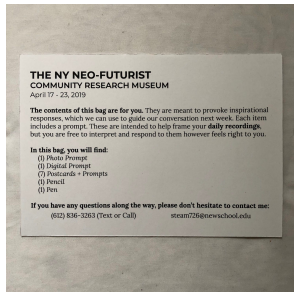 THE NY NEO-FUTURIST
COMMUNITY RESEARCH MUSEUM
April 17 - 23, 2019
The contents of this bag are for you. They are meant to provoke inspirational
responses, which we can use to guide our conversation next week. Each item
includes a prompt. These are intended to help frame your daily recordings,
but you are free to interpret and respond to them however feels right to you.
In this bag, you will find:
(1) Photo Prompt
(1) Digital Prompt
(7) Postcards + Prompts
(1) Pencil
(1) Pen
If you have any questions along the way, please don't hesitate to contact me:
(612) 836-3263 (Text or Call) steam726@newschool.edu